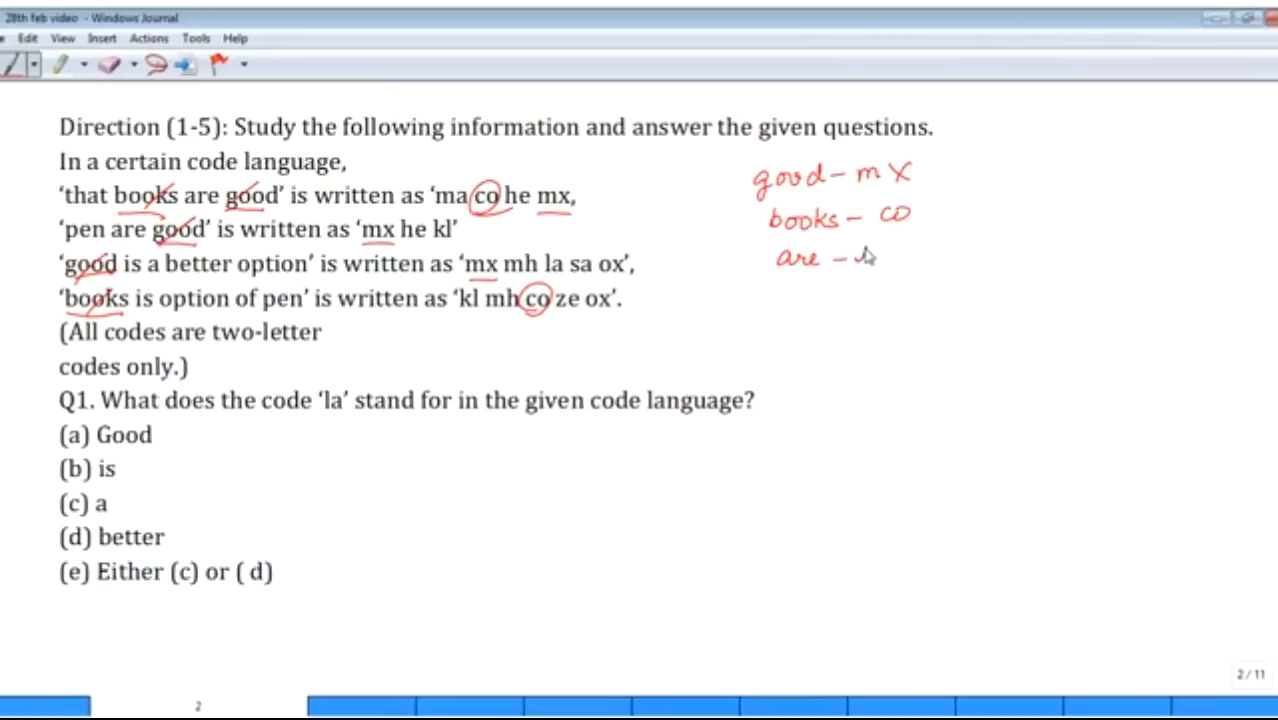 28th feb video - Windows Journal
Edit View Insert Actions Tools Help
Direction (1-5): Study the following information and answer the given questions.
In a certain code language,
‘that books are good’ is written as ‘ma co he mx,
‘pen are good’ is written as ‘mx he kl’
‘good is a better option’ is written as ‘mx mh la sa ox’,
‘books is option of pen’ is written as ‘kl mh co ze ox’.
(All codes are two-letter
codes only.)
Q1. What does the code ‘la’ stand for in the given code language?
(a) Good
(b) is
(c) a
(d) better
(e) Either (c) or ( d)
good - mx
books - co
are -
2 / 11
2